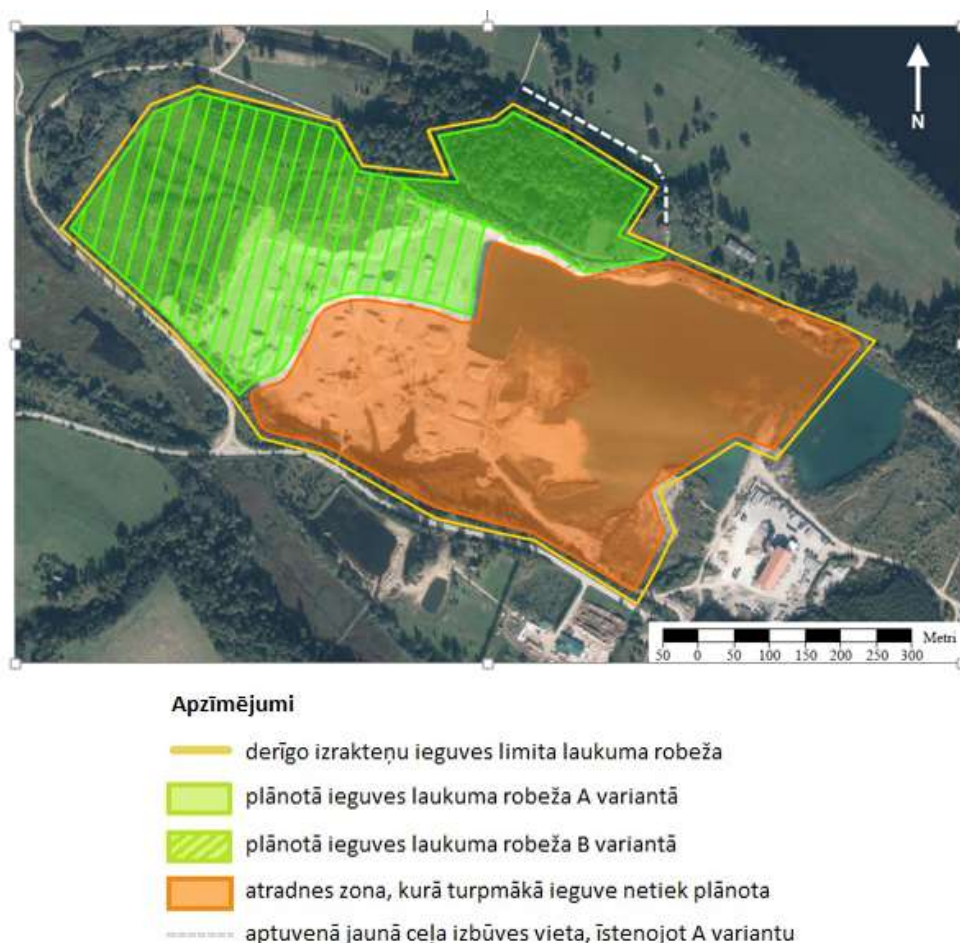 N
Metri
50 0 50 100 150 200 250 300
Apzīmējumi
derīgo izrakteņu ieguves limita laukuma robeža
plānotā ieguves laukuma robeža A variantā
plānotā ieguves laukuma robeža B variantā
atradnes zona, kurā turpmākā ieguve netiek plānota
aptuvenā jaunā ceļa izbūves vieta, īstenojot A variantu